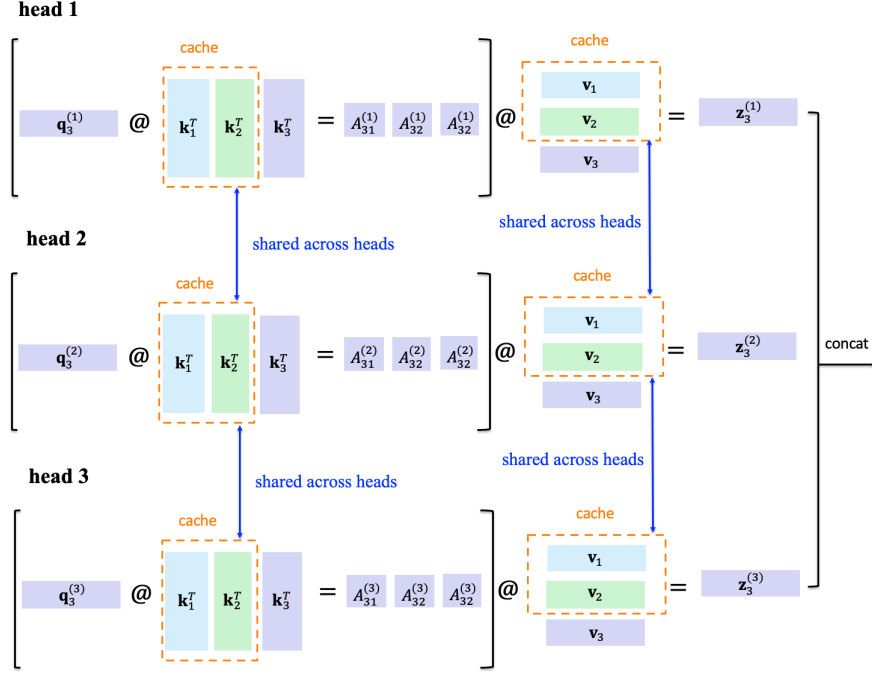 head 1
cache
cache
q₃⁽¹⁾ @ k₁ᵀ k₂ᵀ k₃ᵀ = A₃₁⁽¹⁾ A₃₂⁽¹⁾ A₃₂⁽¹⁾ @ v₁ v₂ v₃ = z₃⁽¹⁾
shared across heads
shared across heads
head 2
cache
cache
q₃⁽²⁾ @ k₁ᵀ k₂ᵀ k₃ᵀ = A₃₁⁽²⁾ A₃₂⁽²⁾ A₃₂⁽²⁾ @ v₁ v₂ v₃ = z₃⁽²⁾
concat
shared across heads
shared across heads
head 3
cache
cache
q₃⁽³⁾ @ k₁ᵀ k₂ᵀ k₃ᵀ = A₃₁⁽³⁾ A₃₂⁽³⁾ A₃₂⁽³⁾ @ v₁ v₂ v₃ = z₃⁽³⁾